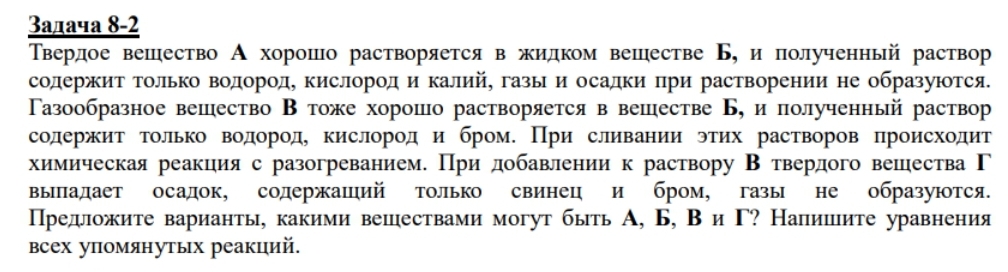 Задача 8-2
Твердое вещество А хорошо растворяется в жидком веществе Б, и полученный раствор
содержит только водород, кислород и калий, газы и осадки при растворении не образуются.
Газообразное вещество В тоже хорошо растворяется в веществе Б, и полученный раствор
содержит только водород, кислород и бром. При сливании этих растворов происходит
химическая реакция с разогреванием. При добавлении к раствору В твердого вещества Г
выпадает осадок, содержащий только свинец и бром, газы не образуются.
Предложите варианты, какими веществами могут быть А, Б, В и Г? Напишите уравнения
всех упомянутых реакций.